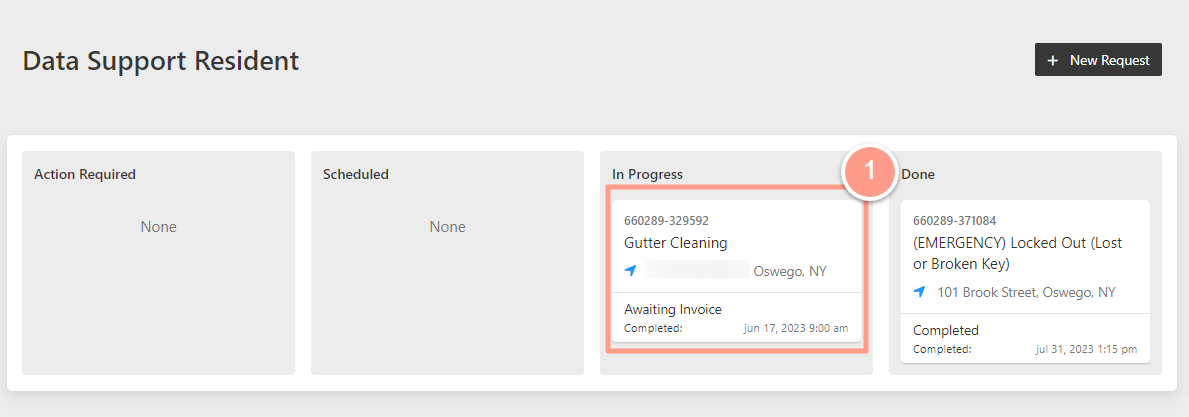 Data Support Resident
+ New Request
Action Required
None
Scheduled
None
In Progress
1
660289-329592
Gutter Cleaning
Oswego, NY
Awaiting Invoice
Completed: jun 17, 2023 9:00 am
Done
660289-371084
(EMERGENCY) Locked Out (Lost
or Broken Key)
101 Brook Street, Oswego, NY
Completed
Completed: jul 31, 2023 1:15 pm